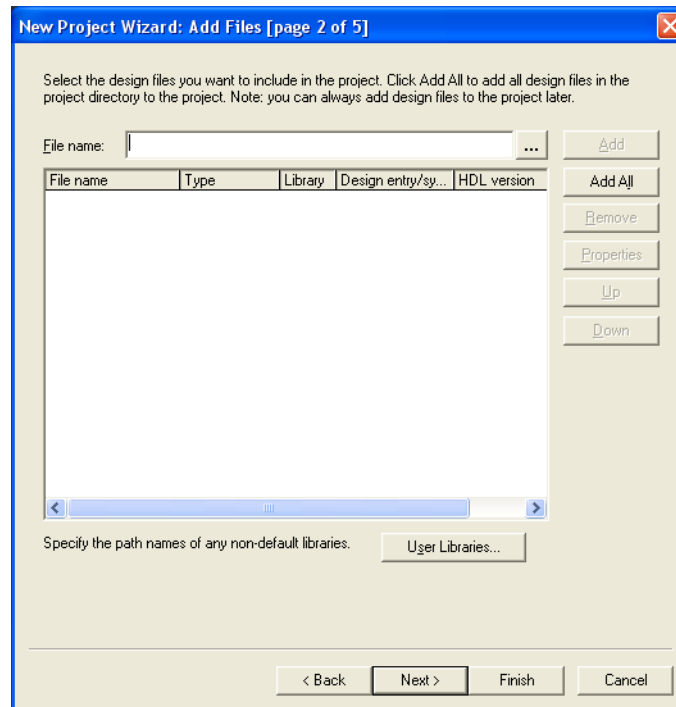 New Project Wizard: Add Files [page 2 of 5]
Select the design files you want to include in the project. Click Add All to add all design files in the
project directory to the project. Note: you can always add design files to the project later.
File name: ... Add
File name Type Library Design entry/sy... HDL version Add All
Remove
Properties
Up
Down
Specify the path names of any non-default libraries. User Libraries...
< Back Next > Finish Cancel